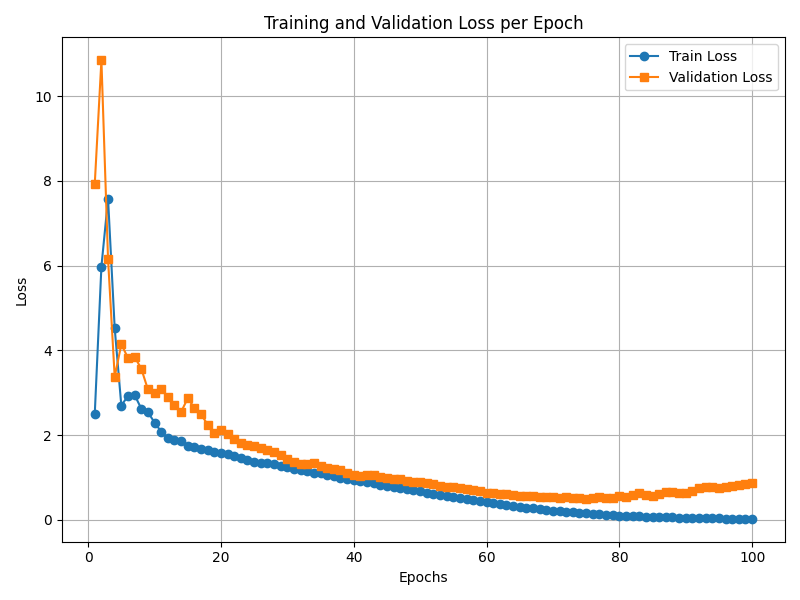 Training and Validation Loss per Epoch
Train Loss
Validation Loss
10
8
6
4
2
0
Loss
0 20 40 60 80 100
Epochs